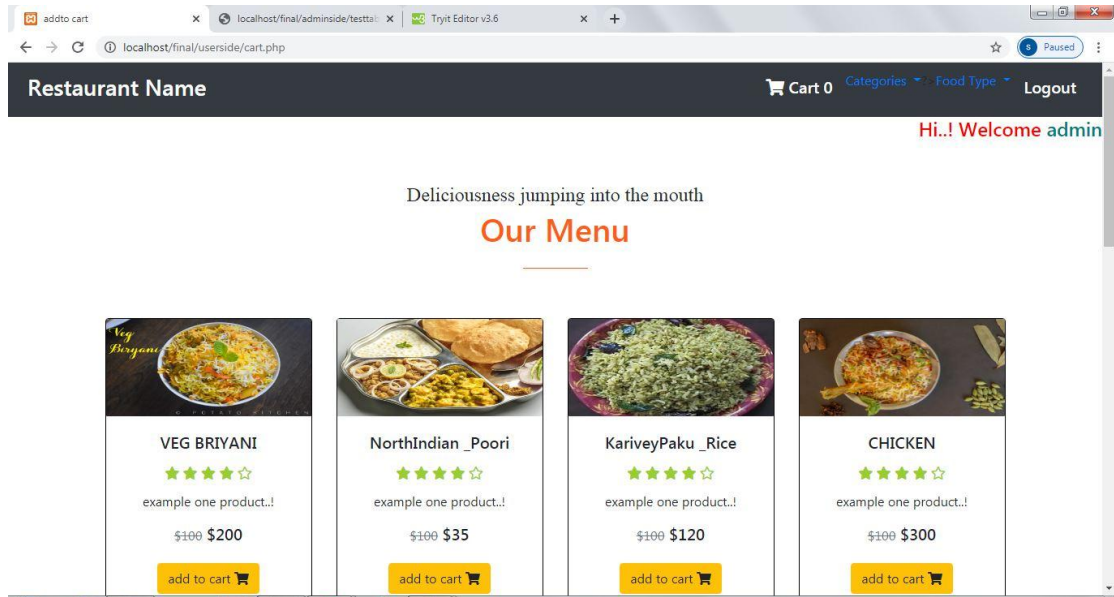 addto cart
localhost/final/adminside/testtab
Tryit Editor v3.6
localhost/final/userside/cart.php
Paused
Restaurant Name
Cart 0 Categories Food Type Logout
Hi..! Welcome admin
Deliciousness jumping into the mouth
Our Menu
Veg
Biryani
VEG BRIYANI
NorthIndian _Poori
KariveyPaku _Rice
CHICKEN
example one product..!
example one product..!
example one product..!
example one product..!
$100 $200
$100 $35
$100 $120
$100 $300
add to cart
add to cart
add to cart
add to cart